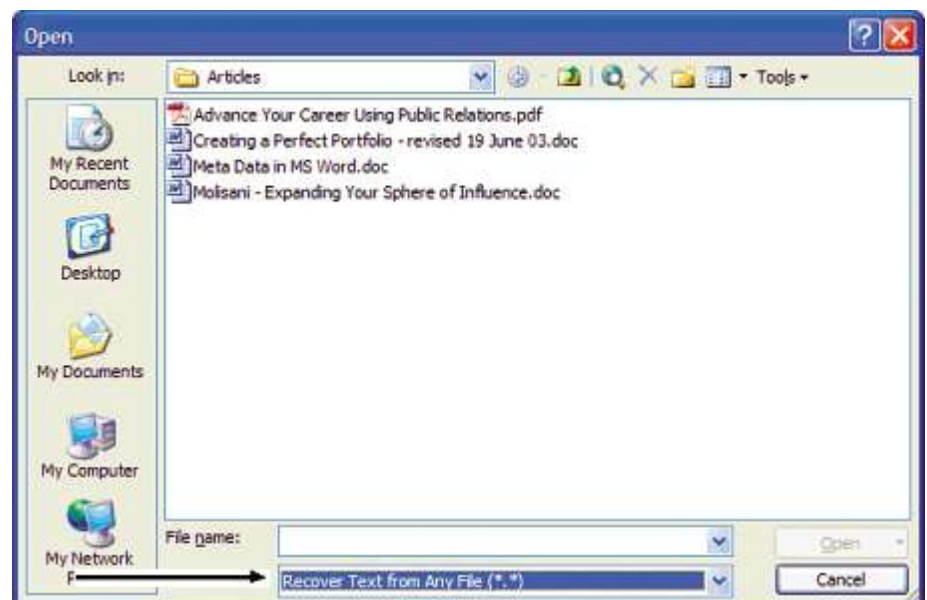 Open
Look in:
Articles
Tools
Advance Your Career Using Public Relations.pdf
Creating a Perfect Portfolio - revised 19 June 03.doc
Meta Data in MS Word.doc
Molisani - Expanding Your Sphere of Influence.doc
My Recent
Documents
Desktop
My Documents
My Computer
My Network
File name:
Open
Recover Text from Any File (*.*)
Cancel